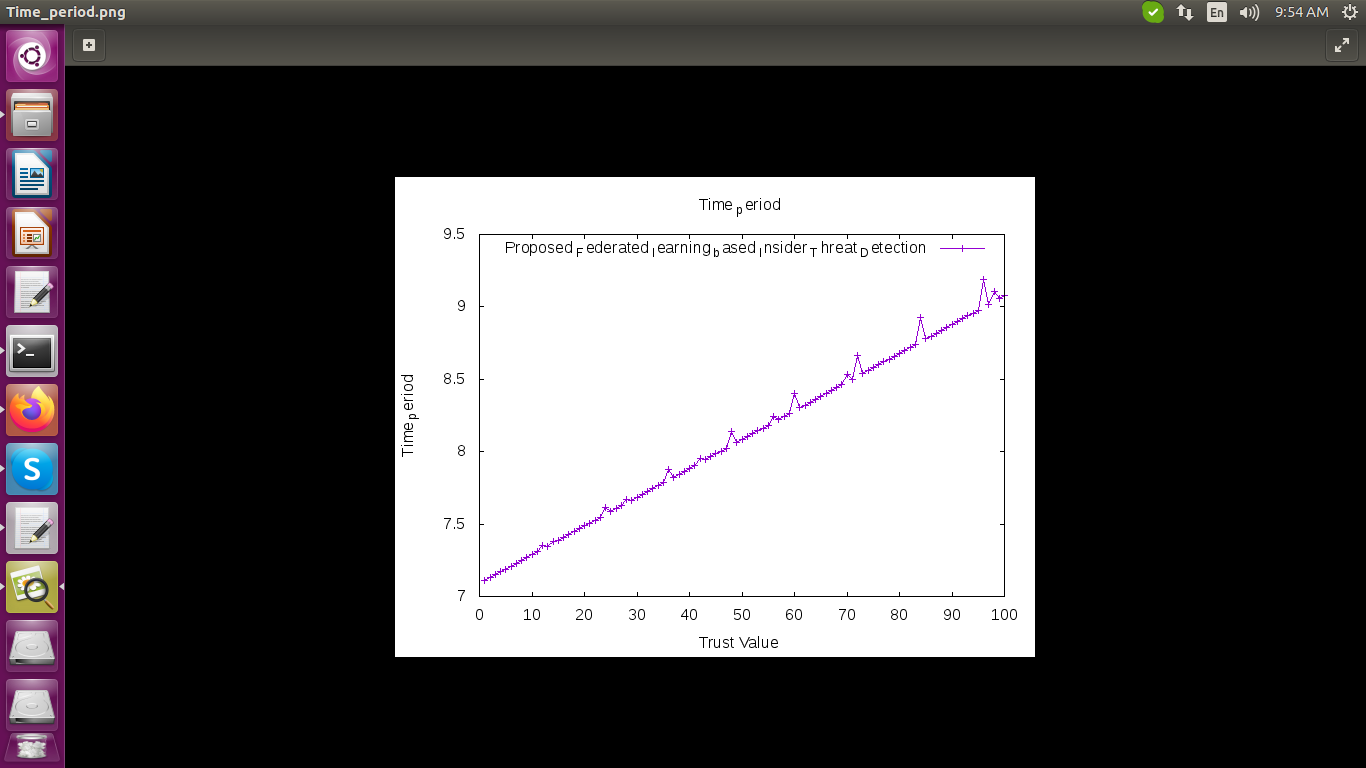 Time_period.png
En
9:54 AM
Time period
Proposed Federated learning based Insider Threat Detection
9.5
9
8.5
8
7.5
7
Time period
0 10 20 30 40 50 60 70 80 90 100
Trust Value
>_
S